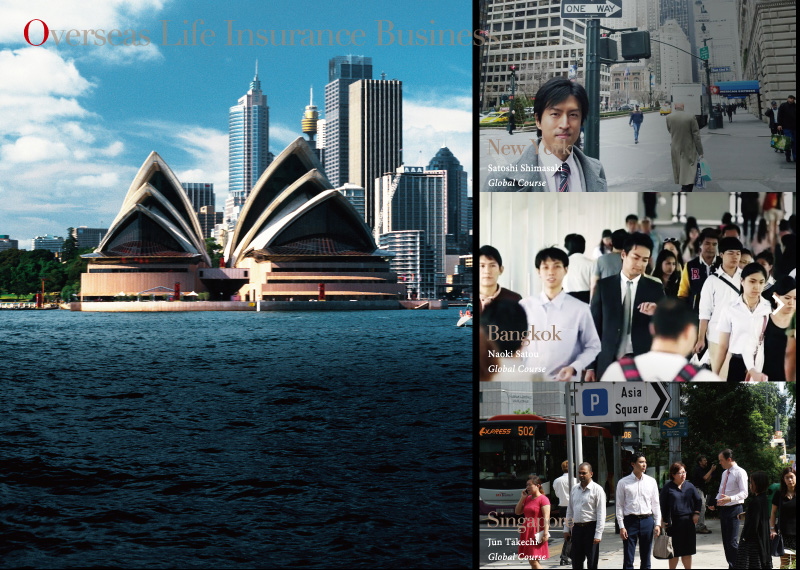 Overseas Life Insurance Business
ONE WAY
New York
Satoshi Shimasaki
Global Course
B
Bangkok
Naoki Satou
Global Course
P Asia
Square
EXPRESS 502
06
Singapore
Jun Takechi
Global Course